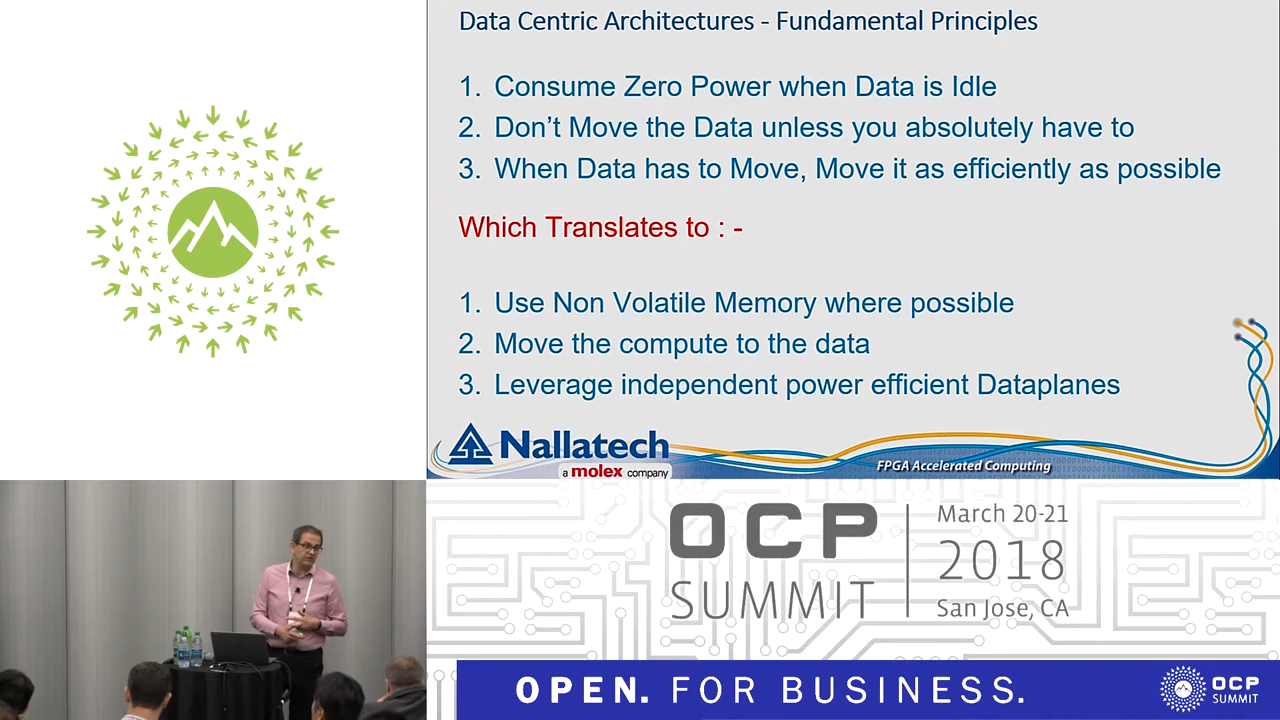 Data Centric Architectures - Fundamental Principles
1. Consume Zero Power when Data is Idle
2. Don’t Move the Data unless you absolutely have to
3. When Data has to Move, Move it as efficiently as possible
Which Translates to : -
1. Use Non Volatile Memory where possible
2. Move the compute to the data
3. Leverage independent power efficient Dataplanes
Nallatech
a molex company
FPGA Accelerated Computing
OCP
SUMMIT
March 20-21
2018
San Jose, CA
OPEN. FOR BUSINESS.
OCP
SUMMIT